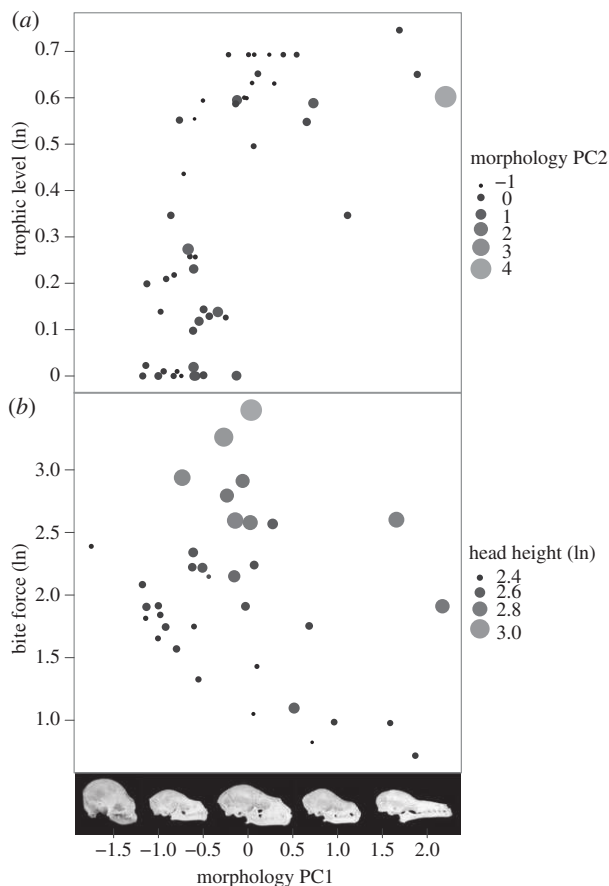 (a)
0.7
0.6
0.5
0.4
0.3
0.2
0.1
0
trophic level (ln)
morphology PC2
−1
0
1
2
3
4
(b)
3.0
2.5
2.0
1.5
1.0
bite force (ln)
head height (ln)
2.4
2.6
2.8
3.0
−1.5 −1.0 −0.5 0 0.5 1.0 1.5 2.0
morphology PC1